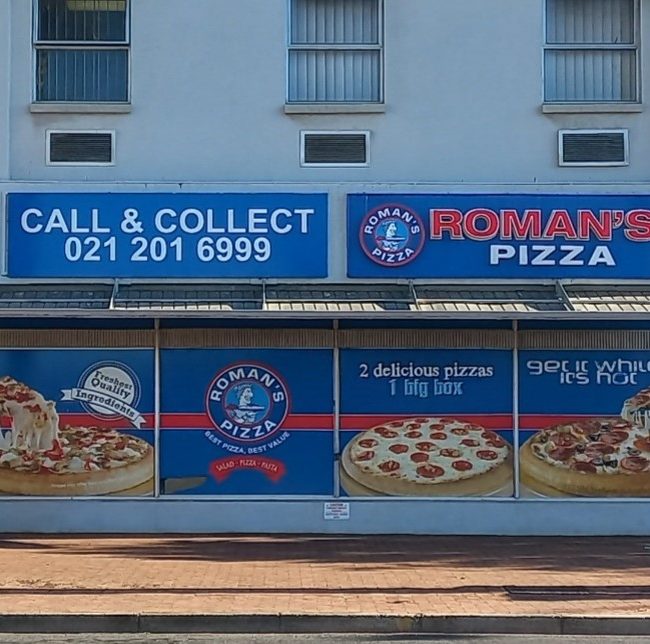 CALL & COLLECT
021 201 6999
ROMAN'S
PIZZA
ROMAN'S
PIZZA
Freshest
Quality
Ingredients
ROMAN'S
PIZZA
BEST PIZZA, BEST VALUE
SALAD · PIZZA · PASTA
2 delicious pizzas
1 big box
get it while
it's hot